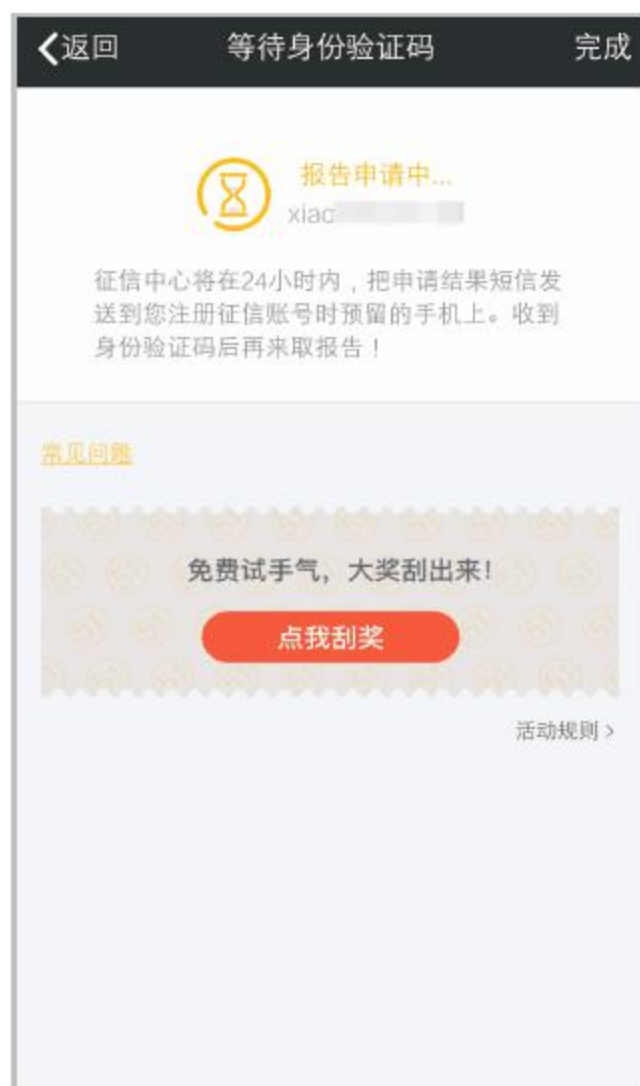 返回 等待身份验证码 完成
报告申请中...
xiao
征信中心将在24小时内，把申请结果短信发
送到您注册征信账号时预留的手机上。收到
身份验证码后再来取报告！
常见问题
免费试手气，大奖刮出来！
点我刮奖
活动规则 >